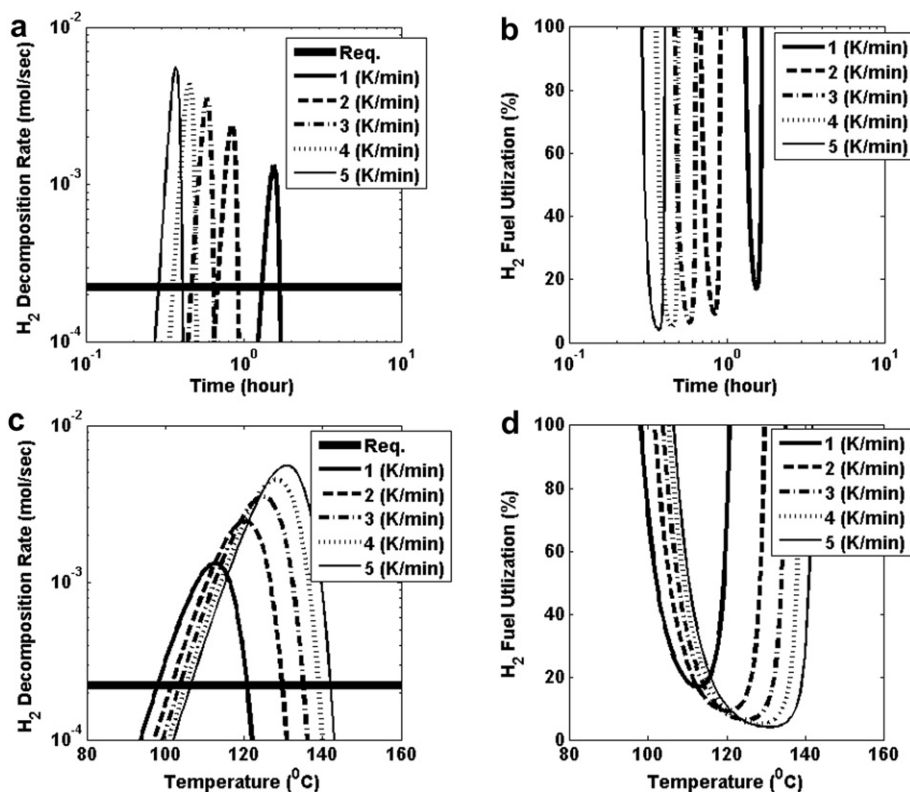 a
H2 Decomposition Rate (mol/sec)
10^-2
10^-3
10^-4
10^-1
10^0
10^1
Time (hour)
Req.
1 (K/min)
2 (K/min)
3 (K/min)
4 (K/min)
5 (K/min)
b
H2 Fuel Utlization (%)
100
80
60
40
20
0
10^-1
10^0
10^1
Time (hour)
1 (K/min)
2 (K/min)
3 (K/min)
4 (K/min)
5 (K/min)
c
H2 Decomposition Rate (mol/sec)
10^-2
10^-3
10^-4
80
100
120
140
160
Temperature (0C)
Req.
1 (K/min)
2 (K/min)
3 (K/min)
4 (K/min)
5 (K/min)
d
H2 Fuel Utlization (%)
100
80
60
40
20
0
80
100
120
140
160
Temperature (0C)
1 (K/min)
2 (K/min)
3 (K/min)
4 (K/min)
5 (K/min)